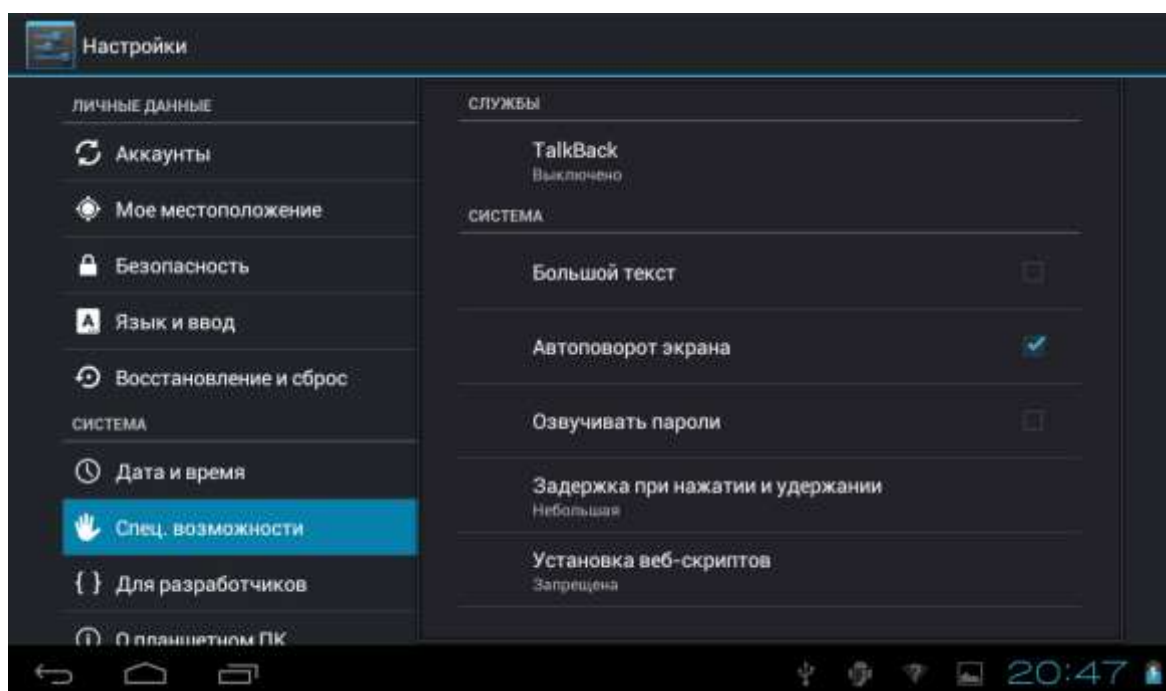 Настройки
ЛИЧНЫЕ ДАННЫЕ
Аккаунты
Мое местоположение
Безопасность
Язык и ввод
Восстановление и сброс
СИСТЕМА
Дата и время
Спец. возможности
Для разработчиков
О планшетном ПК
СЛУЖБЫ
TalkBack
Выключено
СИСТЕМА
Большой текст
Автоповорот экрана
Озвучивать пароли
Задержка при нажатии и удержании
Небольшая
Установка веб-скриптов
Запрещена
20:47